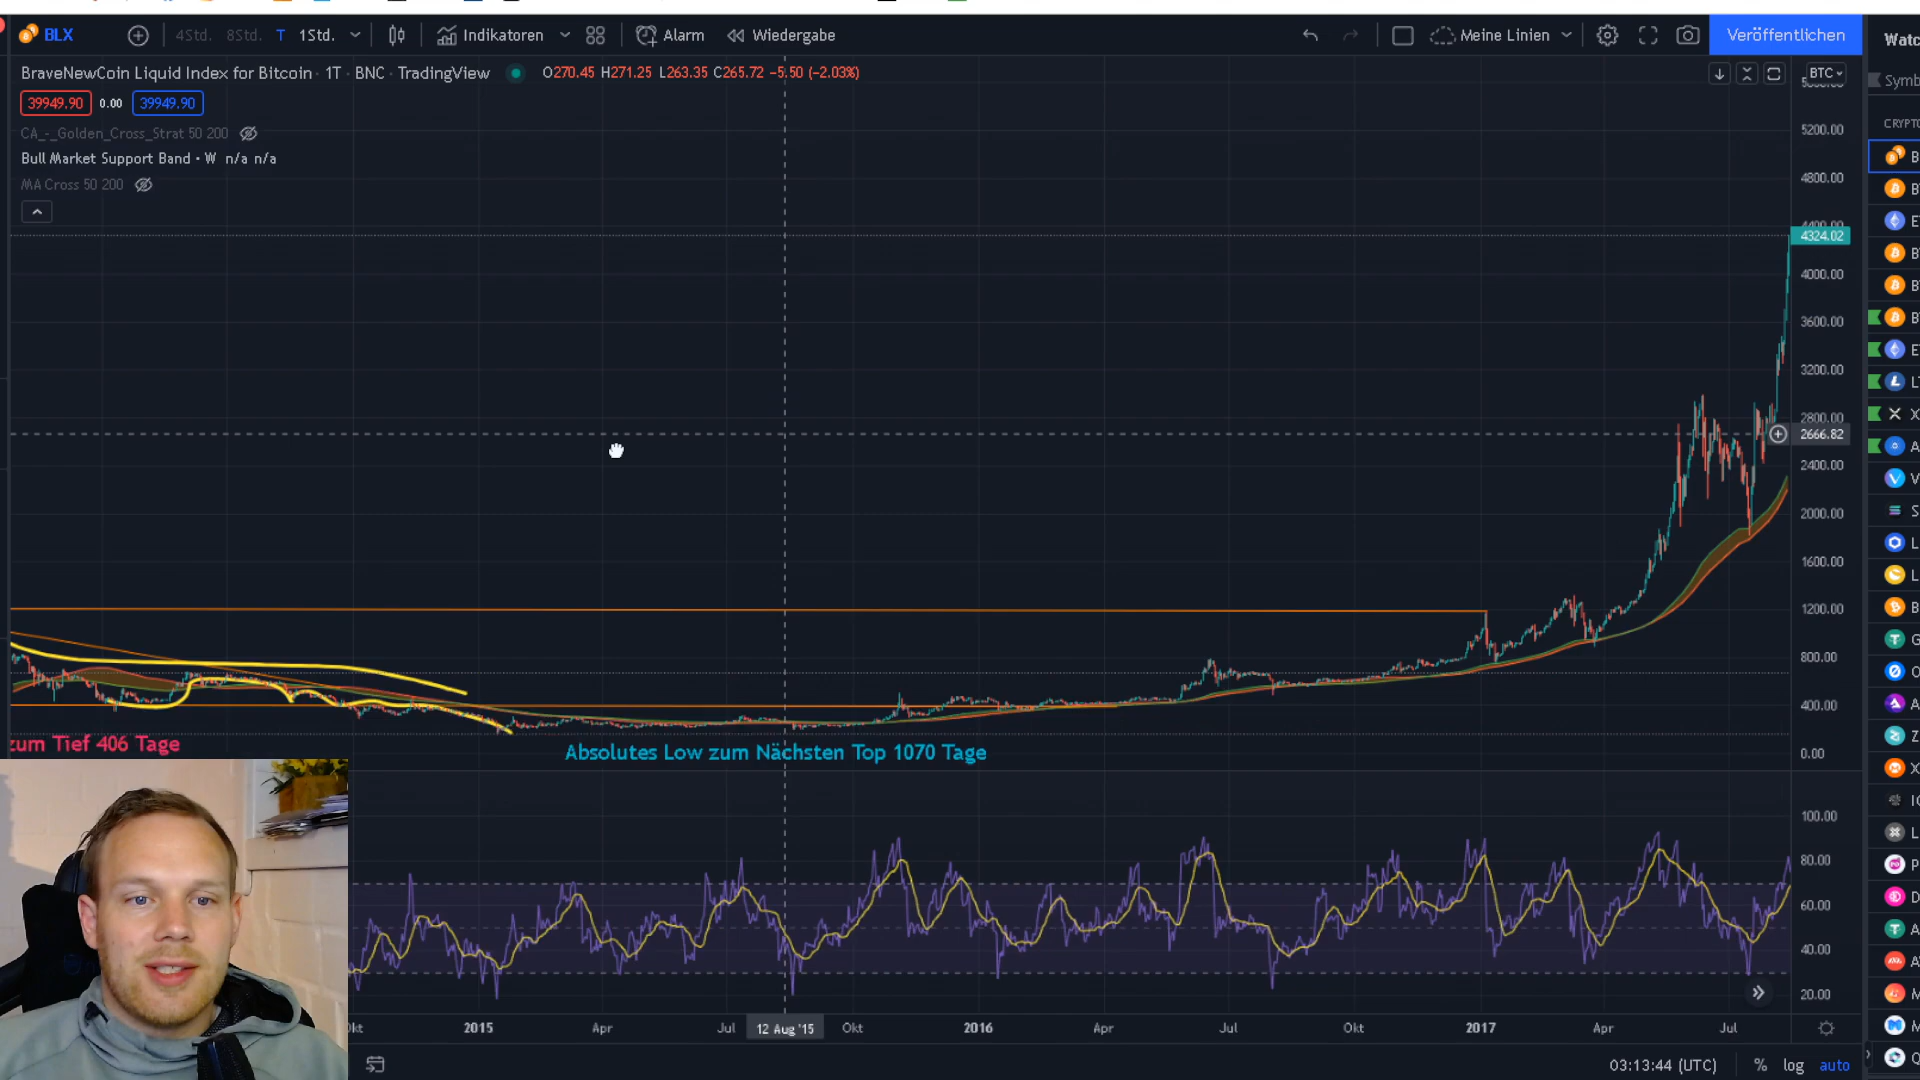 BLX 4Std. 8Std. T 1Std. Indikatoren Alarm Wiedergabe Meine Linien Veröffentlichen
BraveNewCoin Liquid Index for Bitcoin · 1T · BNC · TradingView O270.45 H271.25 L263.35 C265.72 −5.50 (−2.03%)
BTC
39949.90 0.00 39949.90
CA_-_Golden_Cross_Strat 50 200
Bull Market Support Band • W n/a n/a
MA Cross 50 200
5200.00
4800.00
4400.00
4324.02
4000.00
3600.00
3200.00
2800.00
2666.82
2400.00
2000.00
1600.00
1200.00
800.00
400.00
0.00
zum Tief 406 Tage
Absolutes Low zum Nächsten Top 1070 Tage
100.00
80.00
60.00
40.00
20.00
2015 Apr Jul 12 Aug '15 Okt 2016 Apr Jul Okt 2017 Apr Jul
03:13:44 (UTC) % log auto